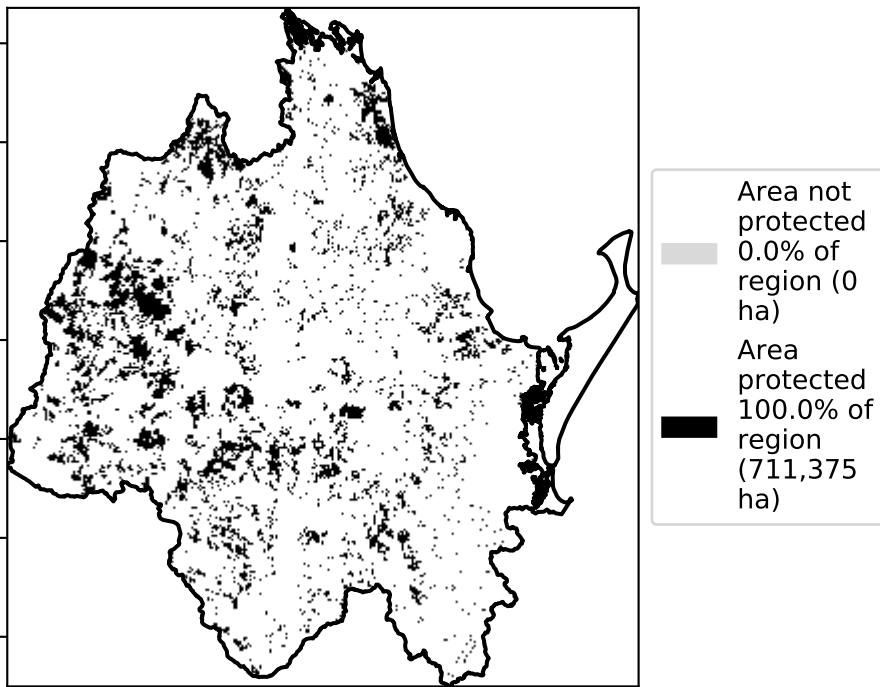 Area not
protected
0.0% of
region (0
ha)
Area
protected
100.0% of
region
(711,375
ha)